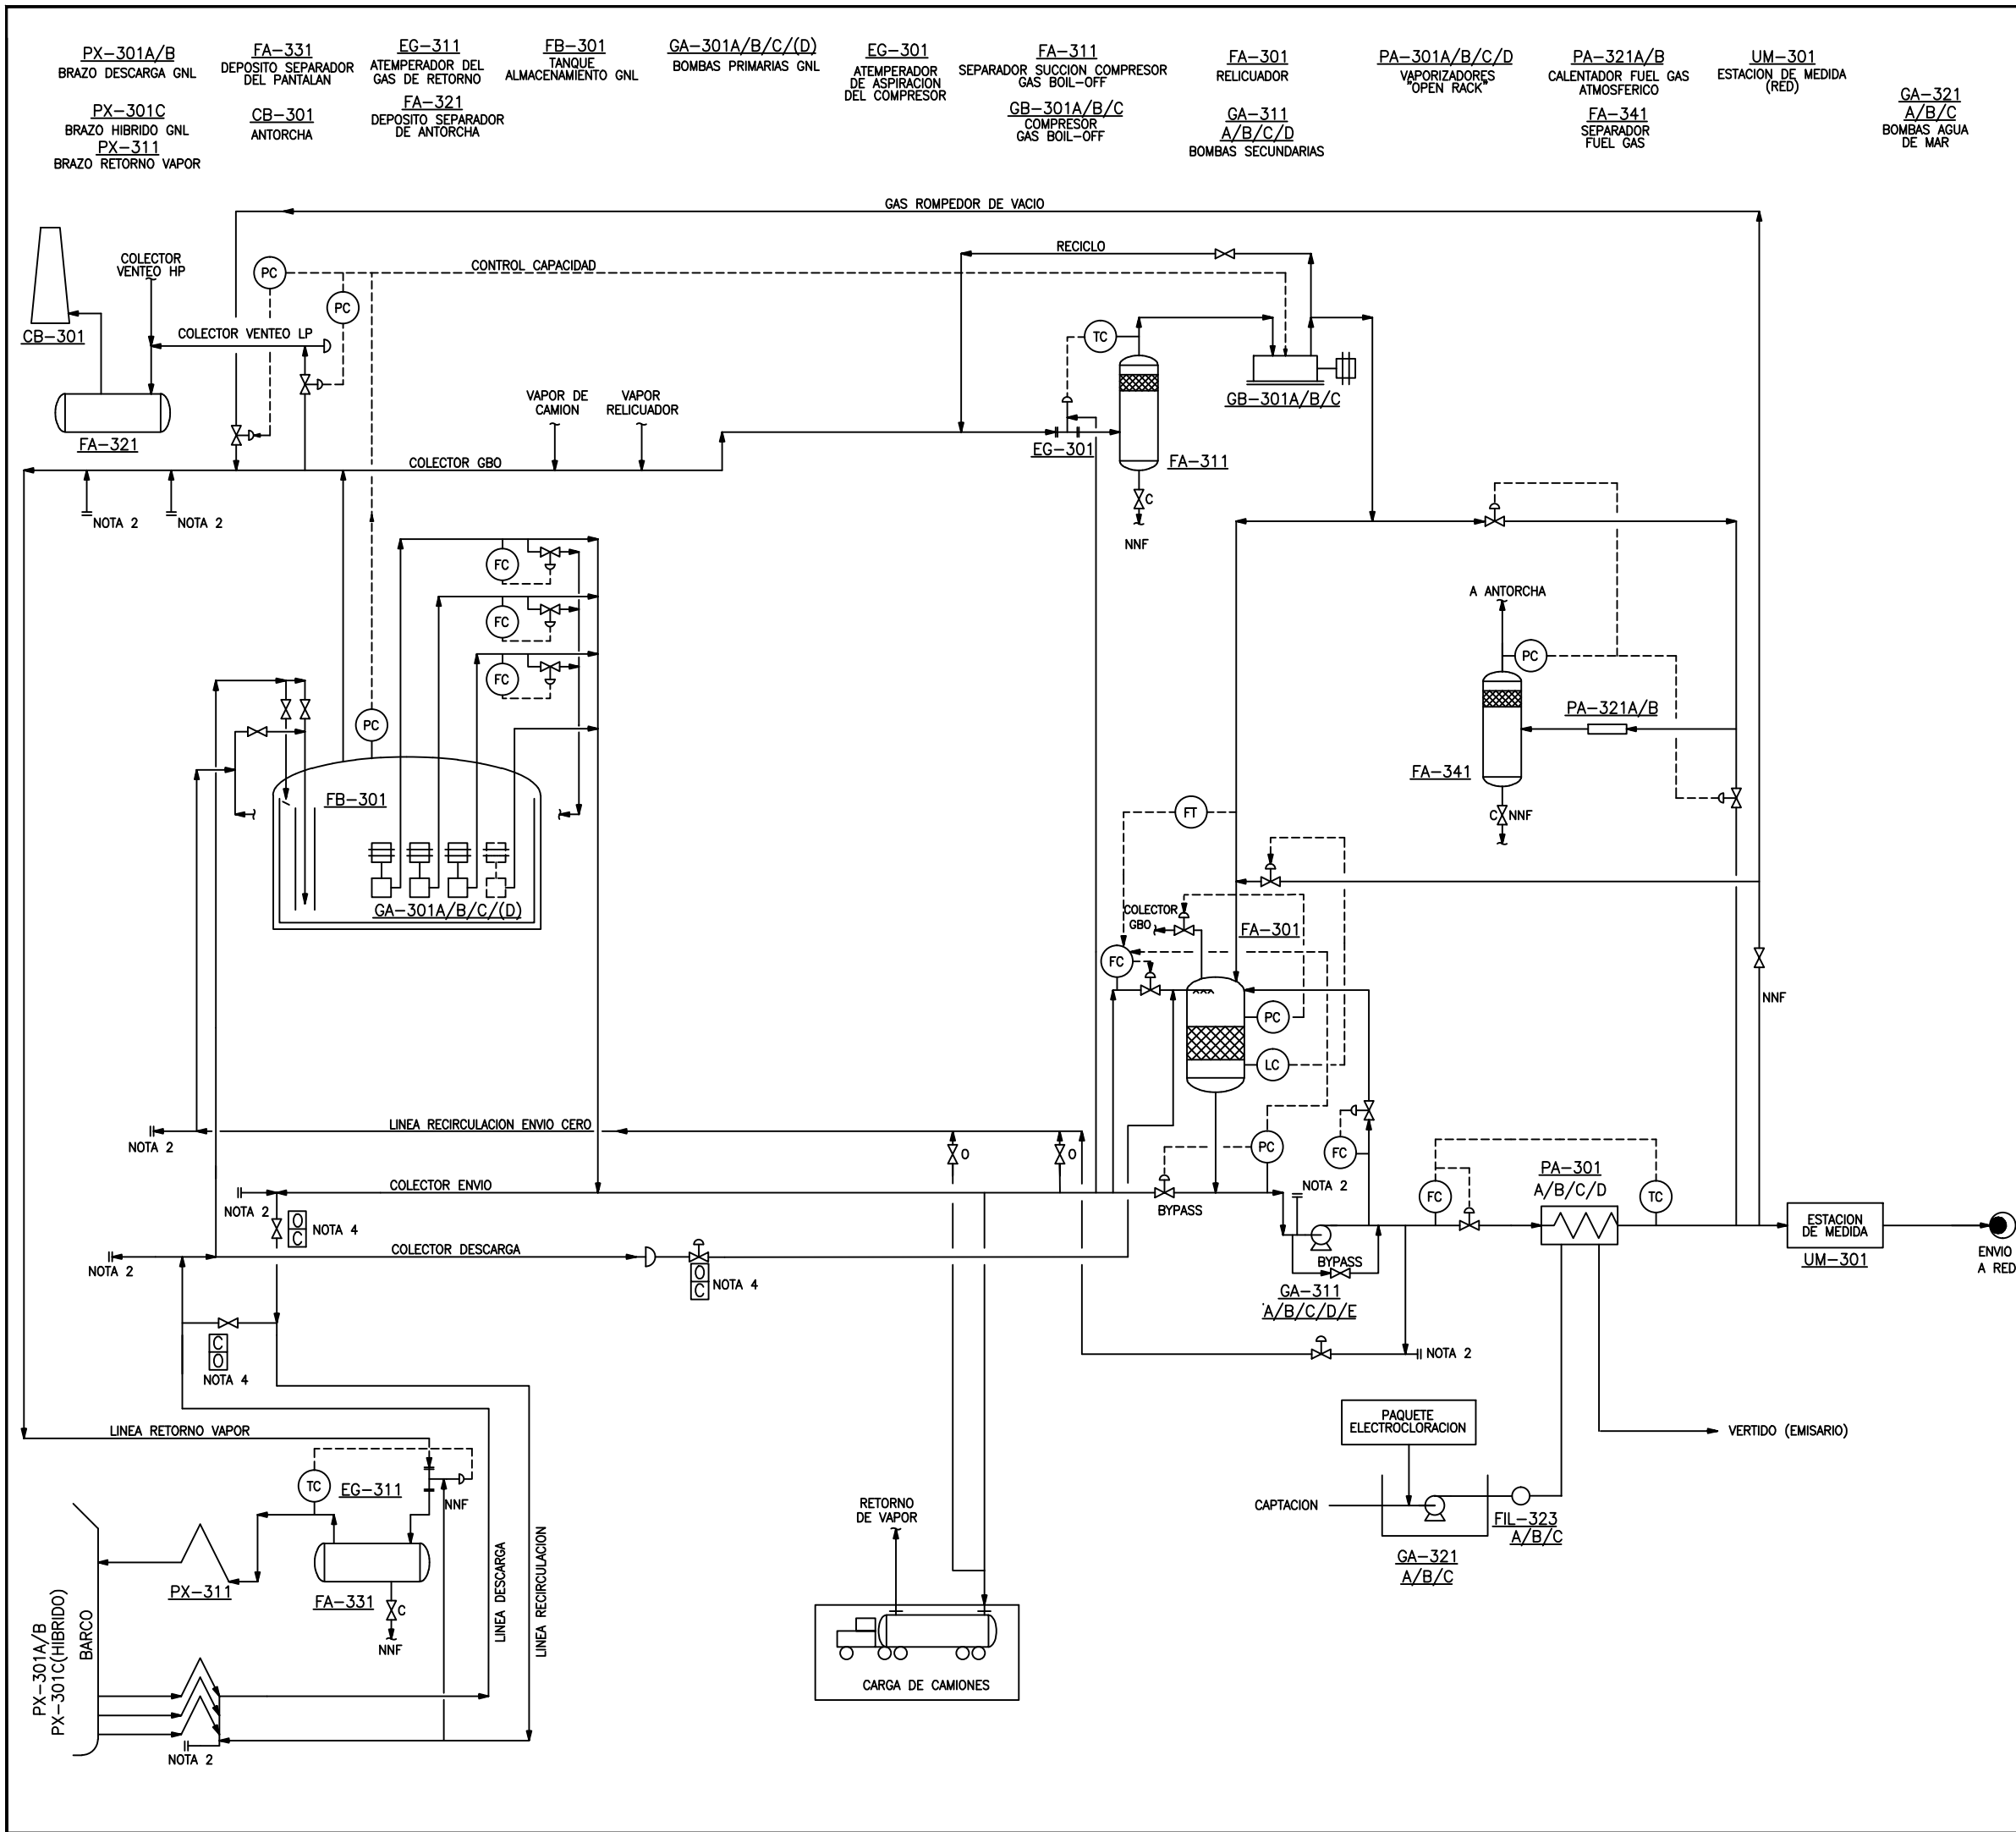 PX-301A/B
BRAZO DESCARGA GNL
PX-301C
BRAZO HIBRIDO GNL
PX-311
BRAZO RETORNO VAPOR
FA-331
DEPOSITO SEPARADOR
DEL PANTALAN
CB-301
ANTORCHA
EG-311
ATEMPERADOR DEL
GAS DE RETORNO
FA-321
DEPOSITO SEPARADOR
DE ANTORCHA
FB-301
TANQUE
ALMACENAMIENTO GNL
GA-301A/B/C/(D)
BOMBAS PRIMARIAS GNL
EG-301
ATEMPERADOR
DE ASPIRACION
DEL COMPRESOR
FA-311
SEPARADOR SUCCION COMPRESOR
GAS BOIL-OFF
GB-301A/B/C
COMPRESOR
GAS BOIL-OFF
FA-301
RELICUADOR
GA-311
A/B/C/D
BOMBAS SECUNDARIAS
PA-301A/B/C/D
VAPORIZADORES
"OPEN RACK"
PA-321A/B
CALENTADOR FUEL GAS
ATMOSFERICO
FA-341
SEPARADOR
FUEL GAS
UM-301
ESTACION DE MEDIDA
(RED)
GA-321
A/B/C
BOMBAS AGUA
DE MAR
GAS ROMPEDOR DE VACIO
RECICLO
COLECTOR
VENTEO HP
PC
CONTROL CAPACIDAD
PC
COLECTOR VENTEO LP
CB-301
TC
GB-301A/B/C
VAPOR DE
CAMION
VAPOR
RELICUADOR
FA-321
EG-301
FA-311
COLECTOR GBO
C
NOTA 2
NOTA 2
NNF
FC
FC
FC
A ANTORCHA
PC
PC
PA-321A/B
FA-341
FB-301
FT
C
NNF
GA-301A/B/C/(D)
COLECTOR
GBO
FA-301
FC
NNF
PC
LC
LINEA RECIRCULACION ENVIO CERO
NOTA 2
O
O
PC
FC
PA-301
A/B/C/D
COLECTOR ENVIO
NOTA 2
BYPASS
NOTA 2
FC
TC
O
C
NOTA 4
ESTACION
DE MEDIDA
UM-301
ENVIO
A RED
COLECTOR DESCARGA
NOTA 2
O
C
NOTA 4
BYPASS
GA-311
A/B/C/D/E
C
O
NOTA 4
NOTA 2
PAQUETE
ELECTROCLORACION
LINEA RETORNO VAPOR
VERTIDO (EMISARIO)
TC
EG-311
NNF
RETORNO
DE VAPOR
CAPTACION
FIL-323
A/B/C
GA-321
A/B/C
PX-311
FA-331
C
NNF
LINEA DESCARGA
LINEA RECIRCULACION
PX-301A/B
PX-301C(HIBRIDO)
BARCO
CARGA DE CAMIONES
NOTA 2